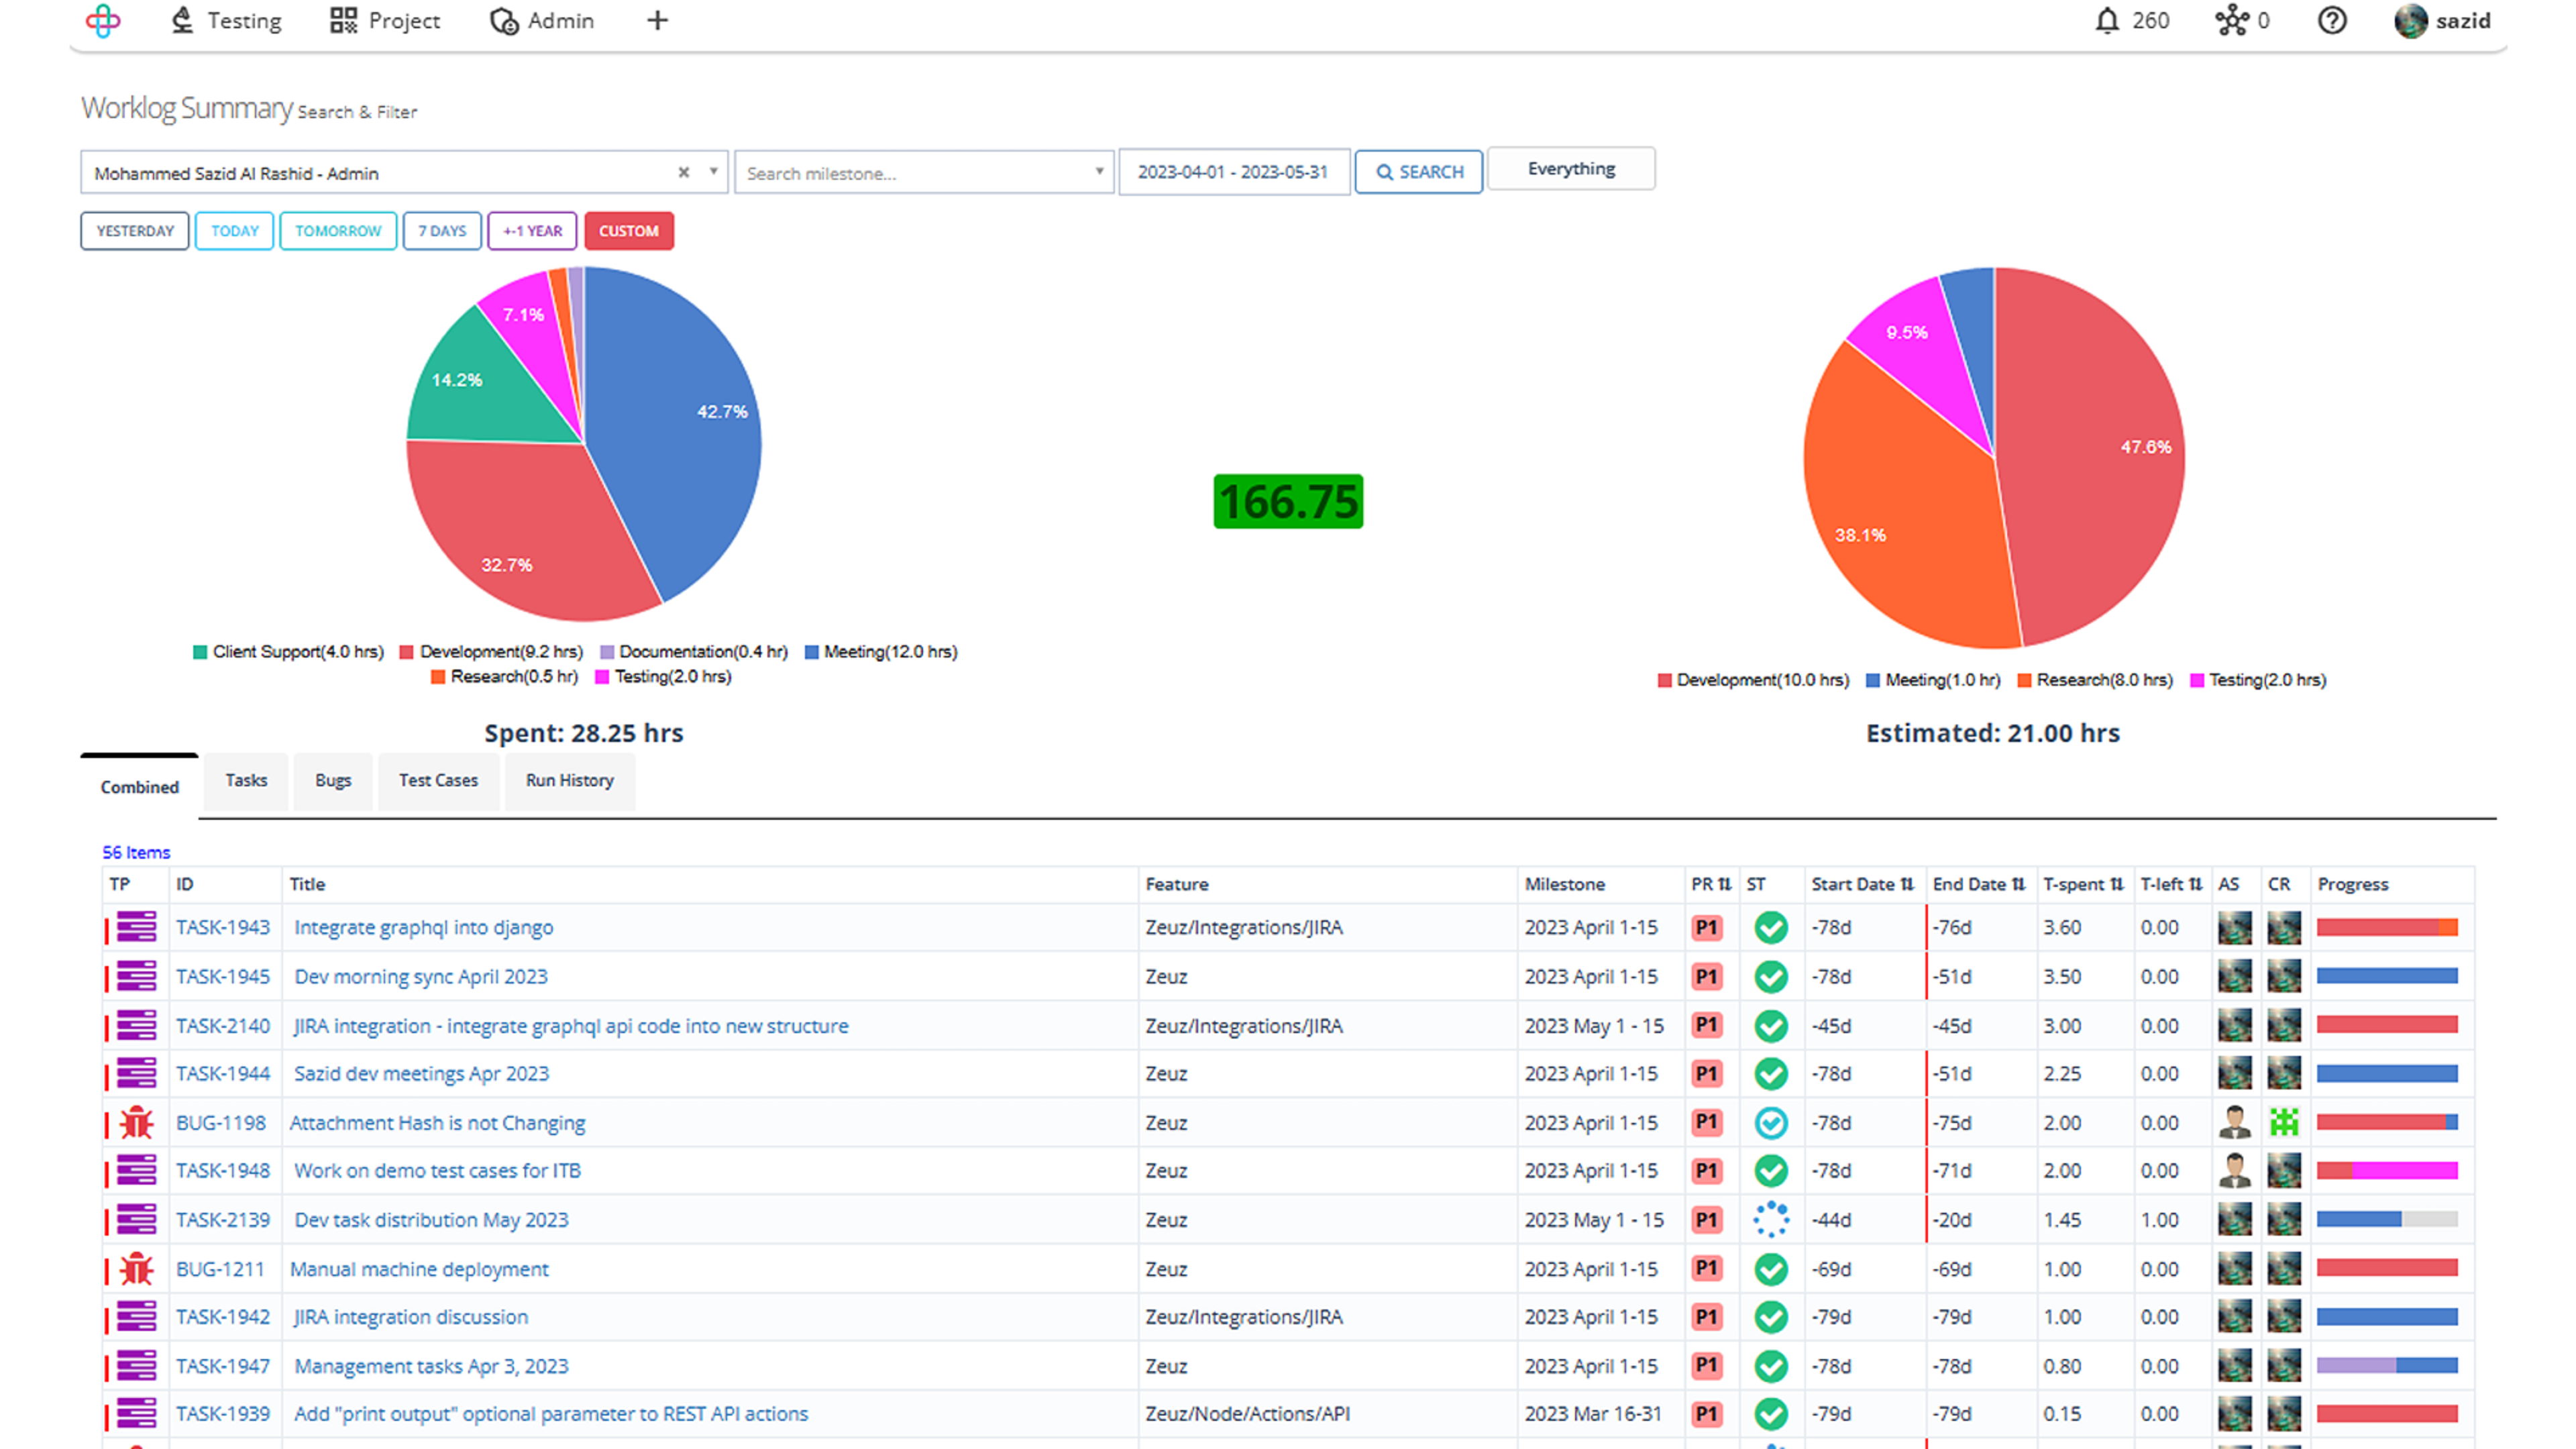 Testing Project Admin + 260 0 sazid
Worklog Summary Search & Filter
Mohammed Sazid Al Rashid - Admin Search milestone... 2023-04-01 - 2023-05-31 SEARCH Everything
YESTERDAY TODAY TOMORROW 7 DAYS +-1 YEAR CUSTOM
7.1%
14.2%
42.7%
32.7%
166.75
9.5%
47.6%
38.1%
Client Support(4.0 hrs) Development(9.2 hrs) Documentation(0.4 hr) Meeting(12.0 hrs)
Research(0.5 hr) Testing(2.0 hrs)
Development(10.0 hrs) Meeting(1.0 hr) Research(8.0 hrs) Testing(2.0 hrs)
Spent: 28.25 hrs Estimated: 21.00 hrs
Combined Tasks Bugs Test Cases Run History
56 Items
TP ID Title Feature Milestone PR ST Start Date End Date T-spent T-left AS CR Progress
TASK-1943 Integrate graphql into django Zeuz/Integrations/JIRA 2023 April 1-15 P1 -78d -76d 3.60 0.00
TASK-1945 Dev morning sync April 2023 Zeuz 2023 April 1-15 P1 -78d -51d 3.50 0.00
TASK-2140 JIRA integration - integrate graphql api code into new structure Zeuz/Integrations/JIRA 2023 May 1 - 15 P1 -45d -45d 3.00 0.00
TASK-1944 Sazid dev meetings Apr 2023 Zeuz 2023 April 1-15 P1 -78d -51d 2.25 0.00
BUG-1198 Attachment Hash is not Changing Zeuz 2023 April 1-15 P1 -78d -75d 2.00 0.00
TASK-1948 Work on demo test cases for ITB Zeuz 2023 April 1-15 P1 -78d -71d 2.00 0.00
TASK-2139 Dev task distribution May 2023 Zeuz 2023 May 1 - 15 P1 -44d -20d 1.45 1.00
BUG-1211 Manual machine deployment Zeuz 2023 April 1-15 P1 -69d -69d 1.00 0.00
TASK-1942 JIRA integration discussion Zeuz/Integrations/JIRA 2023 April 1-15 P1 -79d -79d 1.00 0.00
TASK-1947 Management tasks Apr 3, 2023 Zeuz 2023 April 1-15 P1 -78d -78d 0.80 0.00
TASK-1939 Add "print output" optional parameter to REST API actions Zeuz/Node/Actions/API 2023 Mar 16-31 P1 -79d -79d 0.15 0.00